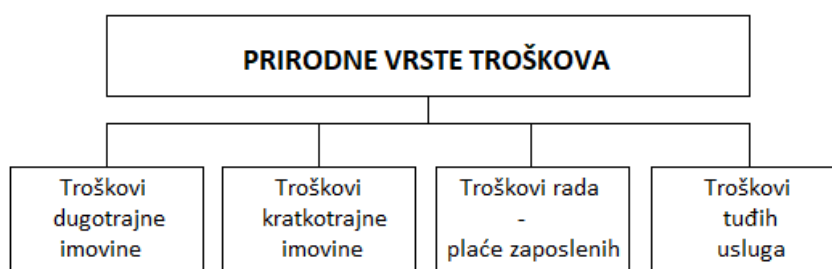 PRIRODNE VRSTE TROŠKOVA
Troškovi
dugotrajne
imovine
Troškovi
kratkotrajne
imovine
Troškovi rada
-
plaće zaposlenih
Troškovi
tuđih
usluga